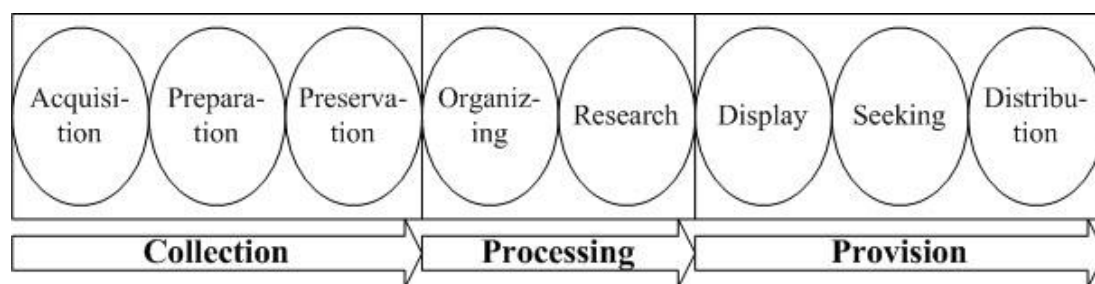 Acquisi-
tion
Prepara-
tion
Preserva-
tion
Organiz-
ing
Research
Display
Seeking
Distribu-
tion
Collection
Processing
Provision